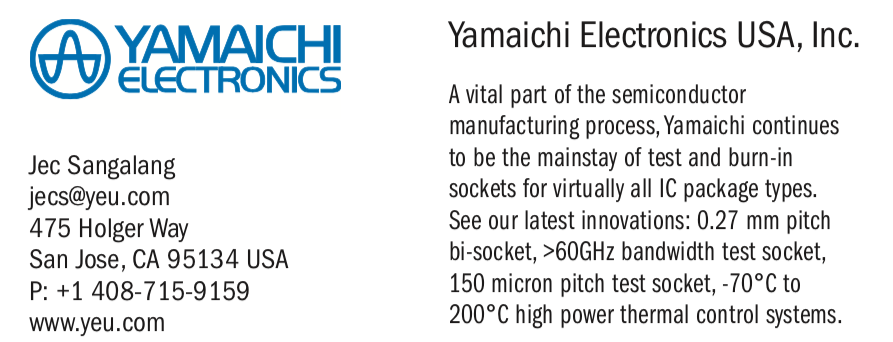 YAMAICHI
ELECTRONICS
Jec Sangalang
jecs@yeu.com
475 Holger Way
San Jose, CA 95134 USA
P: +1 408-715-9159
www.yeu.com
Yamaichi Electronics USA, Inc.
A vital part of the semiconductor
manufacturing process, Yamaichi continues
to be the mainstay of test and burn-in
sockets for virtually all IC package types.
See our latest innovations: 0.27 mm pitch
bi-socket, >60GHz bandwidth test socket,
150 micron pitch test socket, -70°C to
200°C high power thermal control systems.